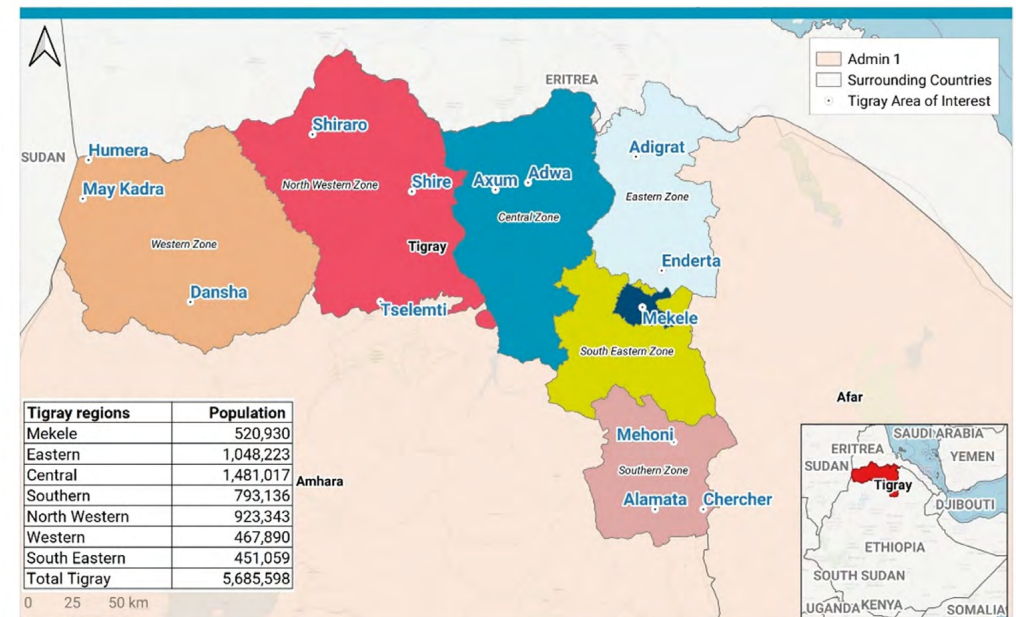 Admin 1
Surrounding Countries
Tigray Area of Interest
ERITREA
SUDAN
Humera
May Kadra
Western Zone
Dansha
Shiraro
North Western Zone
Shire
Tigray
Tselemti
Axum
Adwa
Central Zone
Adigrat
Eastern Zone
Enderta
Mekele
South Eastern Zone
Mehoni
Southern Zone
Alamata
Chercher
Afar
Amhara
Tigray regions Population
Mekele 520,930
Eastern 1,048,223
Central 1,481,017
Southern 793,136
North Western 923,343
Western 467,890
South Eastern 451,059
Total Tigray 5,685,598
0 25 50 km
SAUDI ARABIA
ERITREA
YEMEN
SUDAN
Tigray
DJIBOUTI
ETHIOPIA
SOUTH SUDAN
UGANDA
KENYA
SOMALIA